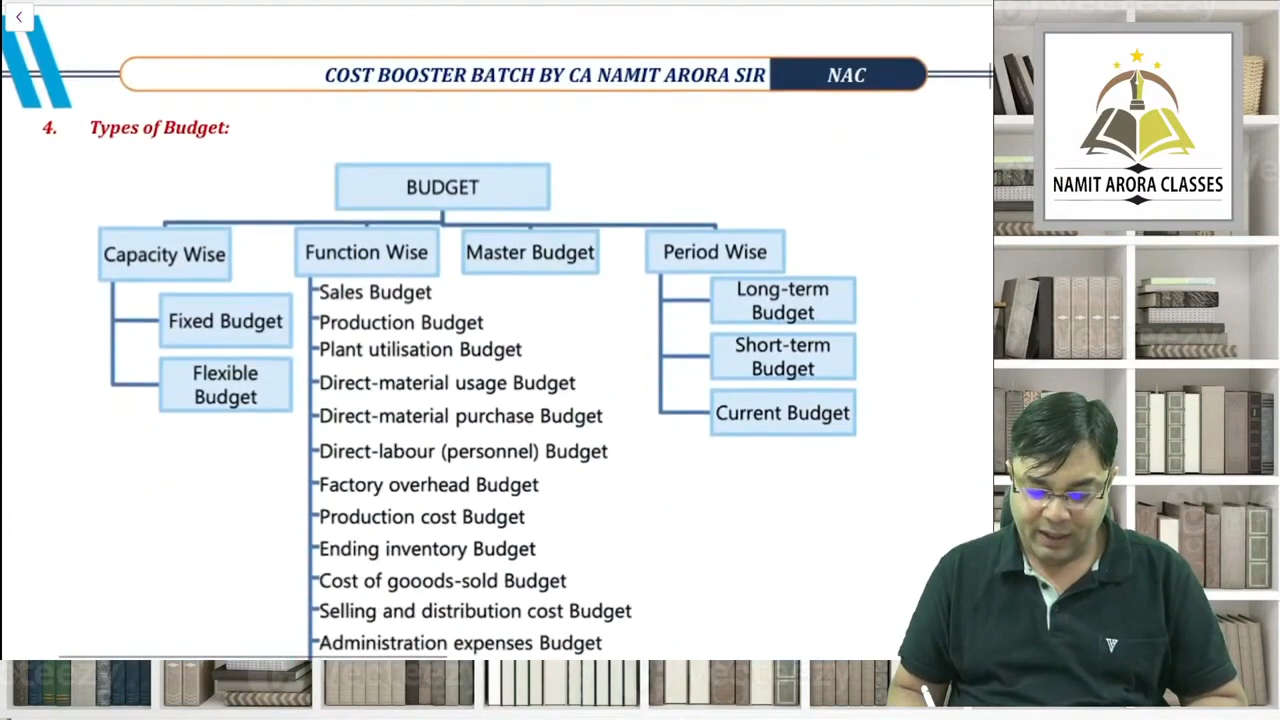 COST BOOSTER BATCH BY CA NAMIT ARORA SIR
NAC
4. Types of Budget:
BUDGET
Capacity Wise
Fixed Budget
Flexible
Budget
Function Wise
Sales Budget
Production Budget
Plant utilisation Budget
Direct-material usage Budget
Direct-material purchase Budget
Direct-labour (personnel) Budget
Factory overhead Budget
Production cost Budget
Ending inventory Budget
Cost of gooods-sold Budget
Selling and distribution cost Budget
Administration expenses Budget
Master Budget
Period Wise
Long-term
Budget
Short-term
Budget
Current Budget
NAMIT ARORA CLASSES